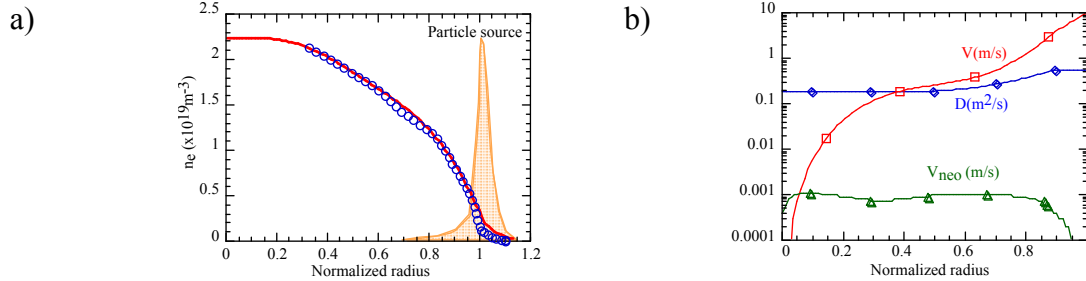 a)
2.5
2
1.5
1
0.5
0
n_e (x10^19 m^-3)
Particle source
0 0.2 0.4 0.6 0.8 1 1.2
Normalized radius
b)
10
1
0.1
0.01
0.001
0.0001
V(m/s)
D(m^2/s)
V_neo (m/s)
0 0.2 0.4 0.6 0.8
Normalized radius